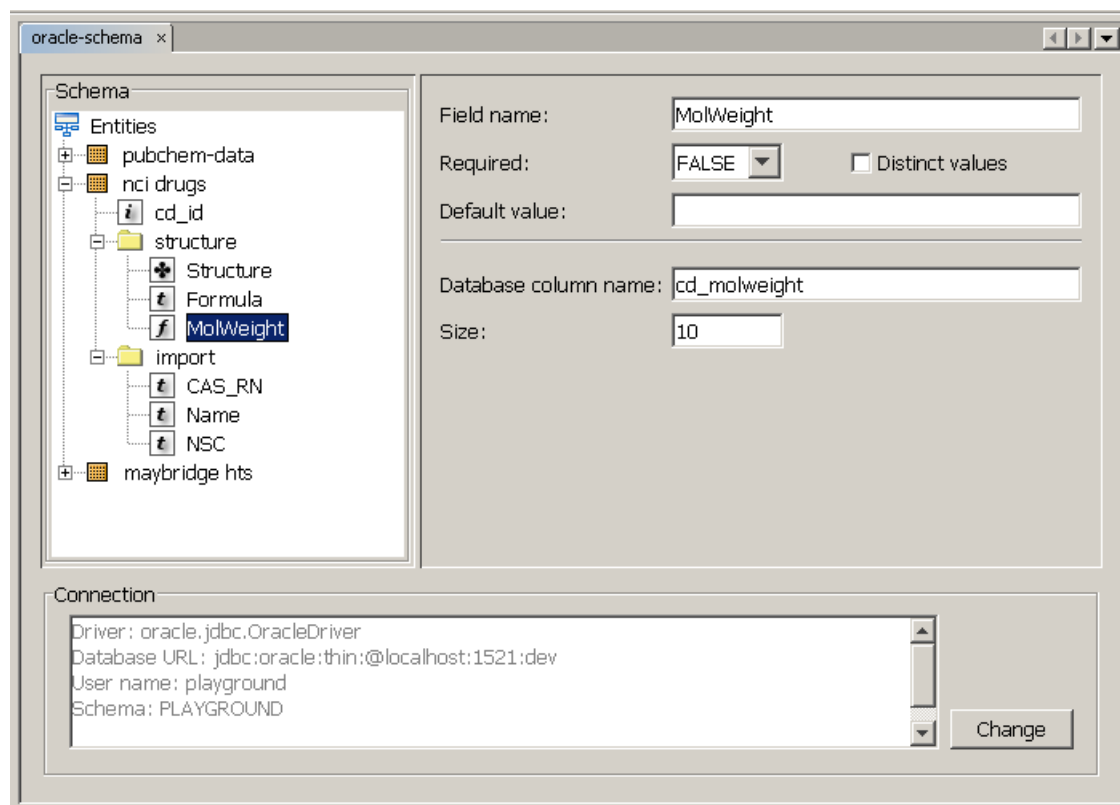 oracle-schema ×
Schema
Entities
pubchem-data
nci drugs
i cd_id
structure
Structure
t Formula
f MolWeight
import
t CAS_RN
t Name
t NSC
maybridge hts
Field name: MolWeight
Required: FALSE Distinct values
Default value:
Database column name: cd_molweight
Size: 10
Connection
Driver: oracle.jdbc.OracleDriver
Database URL: jdbc:oracle:thin:@localhost:1521:dev
User name: playground
Schema: PLAYGROUND
Change